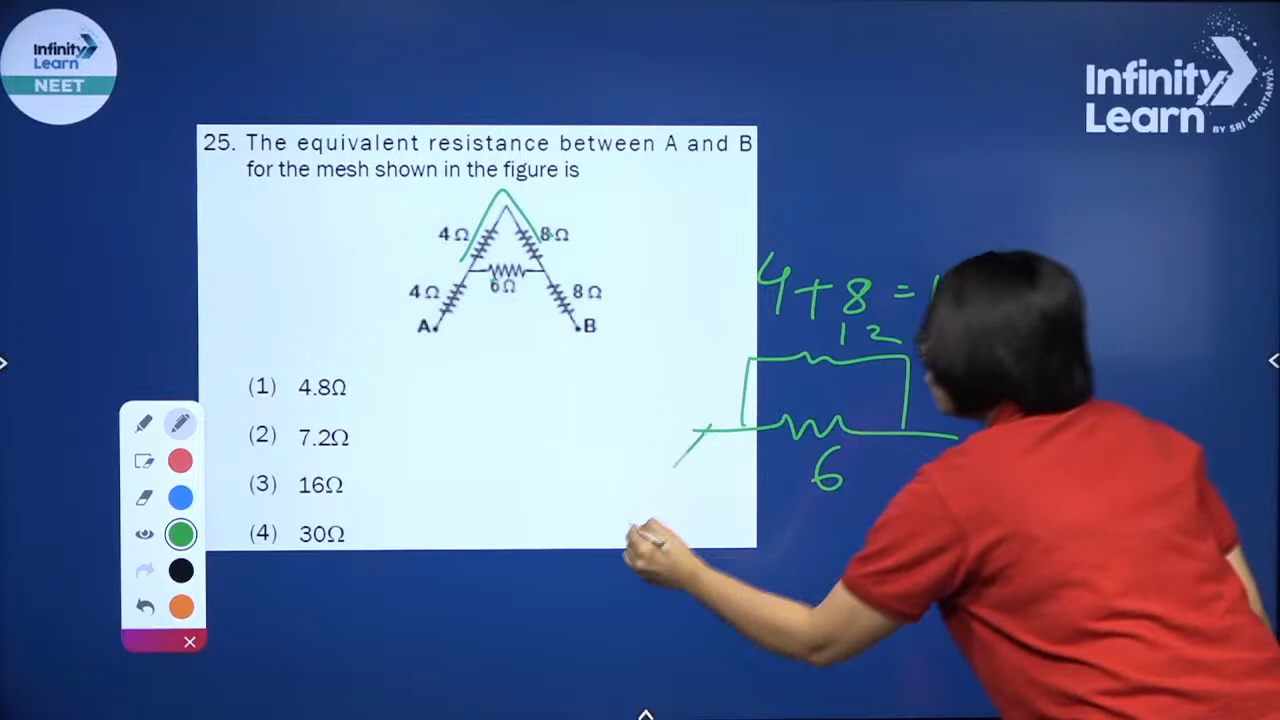 Infinity
Learn
NEET
Infinity
Learn
BY SRI CHAITANYA
25. The equivalent resistance between A and B
for the mesh shown in the figure is
4 Ω
8 Ω
6 Ω
4 Ω
8 Ω
A
B
(1) 4.8Ω
(2) 7.2Ω
(3) 16Ω
(4) 30Ω
4+8=1
12
6